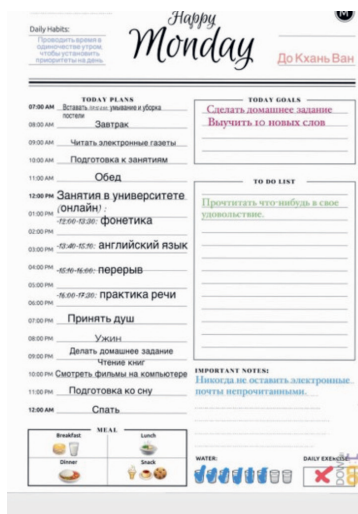 Happy
Monday
M
Daily Habits:
Проводить время в
одиночестве утром,
чтобы установить
приоритеты на день.
До Кхань Ван
TODAY PLANS
07:00 AM Вставать, умывание и уборка
постели
08:00 AM Завтрак
09:00 AM Читать электронные газеты
10:00 AM Подготовка к занятиям
11:00 AM Обед
12:00 PM Занятия в университете
(онлайн) :
01:00 PM -12:00-13:30: фонетика
02:00 PM
03:00 PM -13:40-15:10: английский язык
04:00 PM -15:10-16:00: перерыв
05:00 PM
06:00 PM -16:00-17:30: практика речи
07:00 PM Принять душ
08:00 PM Ужин
09:00 PM Делать домашнее задание
Чтение книг
10:00 PM Смотреть фильмы на компьютере
11:00 PM Подготовка ко сну
12:00 AM Спать
TODAY GOALS
Сделать домашнее задание
Выучить 10 новых слов
TO DO LIST
Прочтитать что-нибудь в свое
удовольствие.
IMPORTANT NOTES:
Никогда не оставить электронные
почты непрочитанными.
MEAL
Breakfast
Lunch
Dinner
Snack
WATER:
DAILY EXERCISE